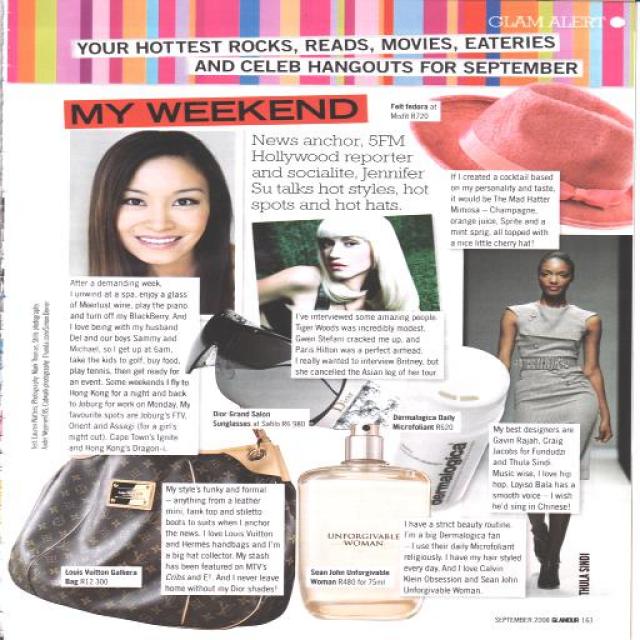 GLAM ALERT
YOUR HOTTEST ROCKS, READS, MOVIES, EATERIES
AND CELEB HANGOUTS FOR SEPTEMBER
MY WEEKEND
Felt fedora at
R720
News anchor, 5FM
Hollywood reporter
and socialite, Jennifer
Su talks hot styles, hot
spots and hot hats.
If I created a cocktail based
on my personality and taste,
it would be The Mad Hatter
Mimosa – Champagne,
orange juice, Sprite and a
mint sprig, all topped with
a nice little cherry hat!
After a demanding week,
I unwind at a spa, enjoy a glass
of Meerlust wine, play the piano
and turn off my BlackBerry. And
I love being with my husband
Del and our boys Sammy and
Michael, so I get up at 6am,
take the kids to golf, buy food,
play tennis, then get ready for
an event. Some weekends I fly to
Hong Kong for a night and back
to Joburg for work on Monday. My
favourite spots are Joburg's FTV,
Orient and Assagi (for a girls'
night out). Cape Town's Ignite
and Hong Kong's Dragon-i.
I've interviewed some amazing people.
Tiger Woods was incredibly modest,
Gwen Stefani cracked me up, and
Paris Hilton was a perfect airhead.
I really wanted to interview Britney, but
she cancelled the Asian leg of her tour.
Dior Grand Salon
Sunglasses at Safilo R6 980
Dior
Dermalogica Daily
Microfoliant R620
dermalogica
My best designers are
Gavin Rajah, Craig
Jacobs for Fundudzi
and Thula Sindi.
Music wise, I love hip
hop. Loyiso Bala has a
smooth voice – I wish
he'd sing in Chinese!
THULA SINDI
My style's funky and formal
– anything from a leather
mini, tank top and stiletto
boots to suits when I anchor
the news. I love Louis Vuitton
and Hermès handbags and I'm
a big hat collector. My stash
has been featured on MTV's
Cribs and E!. And I never leave
home without my Dior shades!
Louis Vuitton Galliera
Bag R12 300
UNFORGIVABLE
WOMAN
Sean John Unforgivable
Woman R480 for 75ml
I have a strict beauty routine.
I'm a big Dermalogica fan
– I use their daily Microfoliant
religiously. I have my hair styled
every day. And I love Calvin
Klein Obsession and Sean John
Unforgivable Woman.
SEPTEMBER 2008 GLAMOUR 163